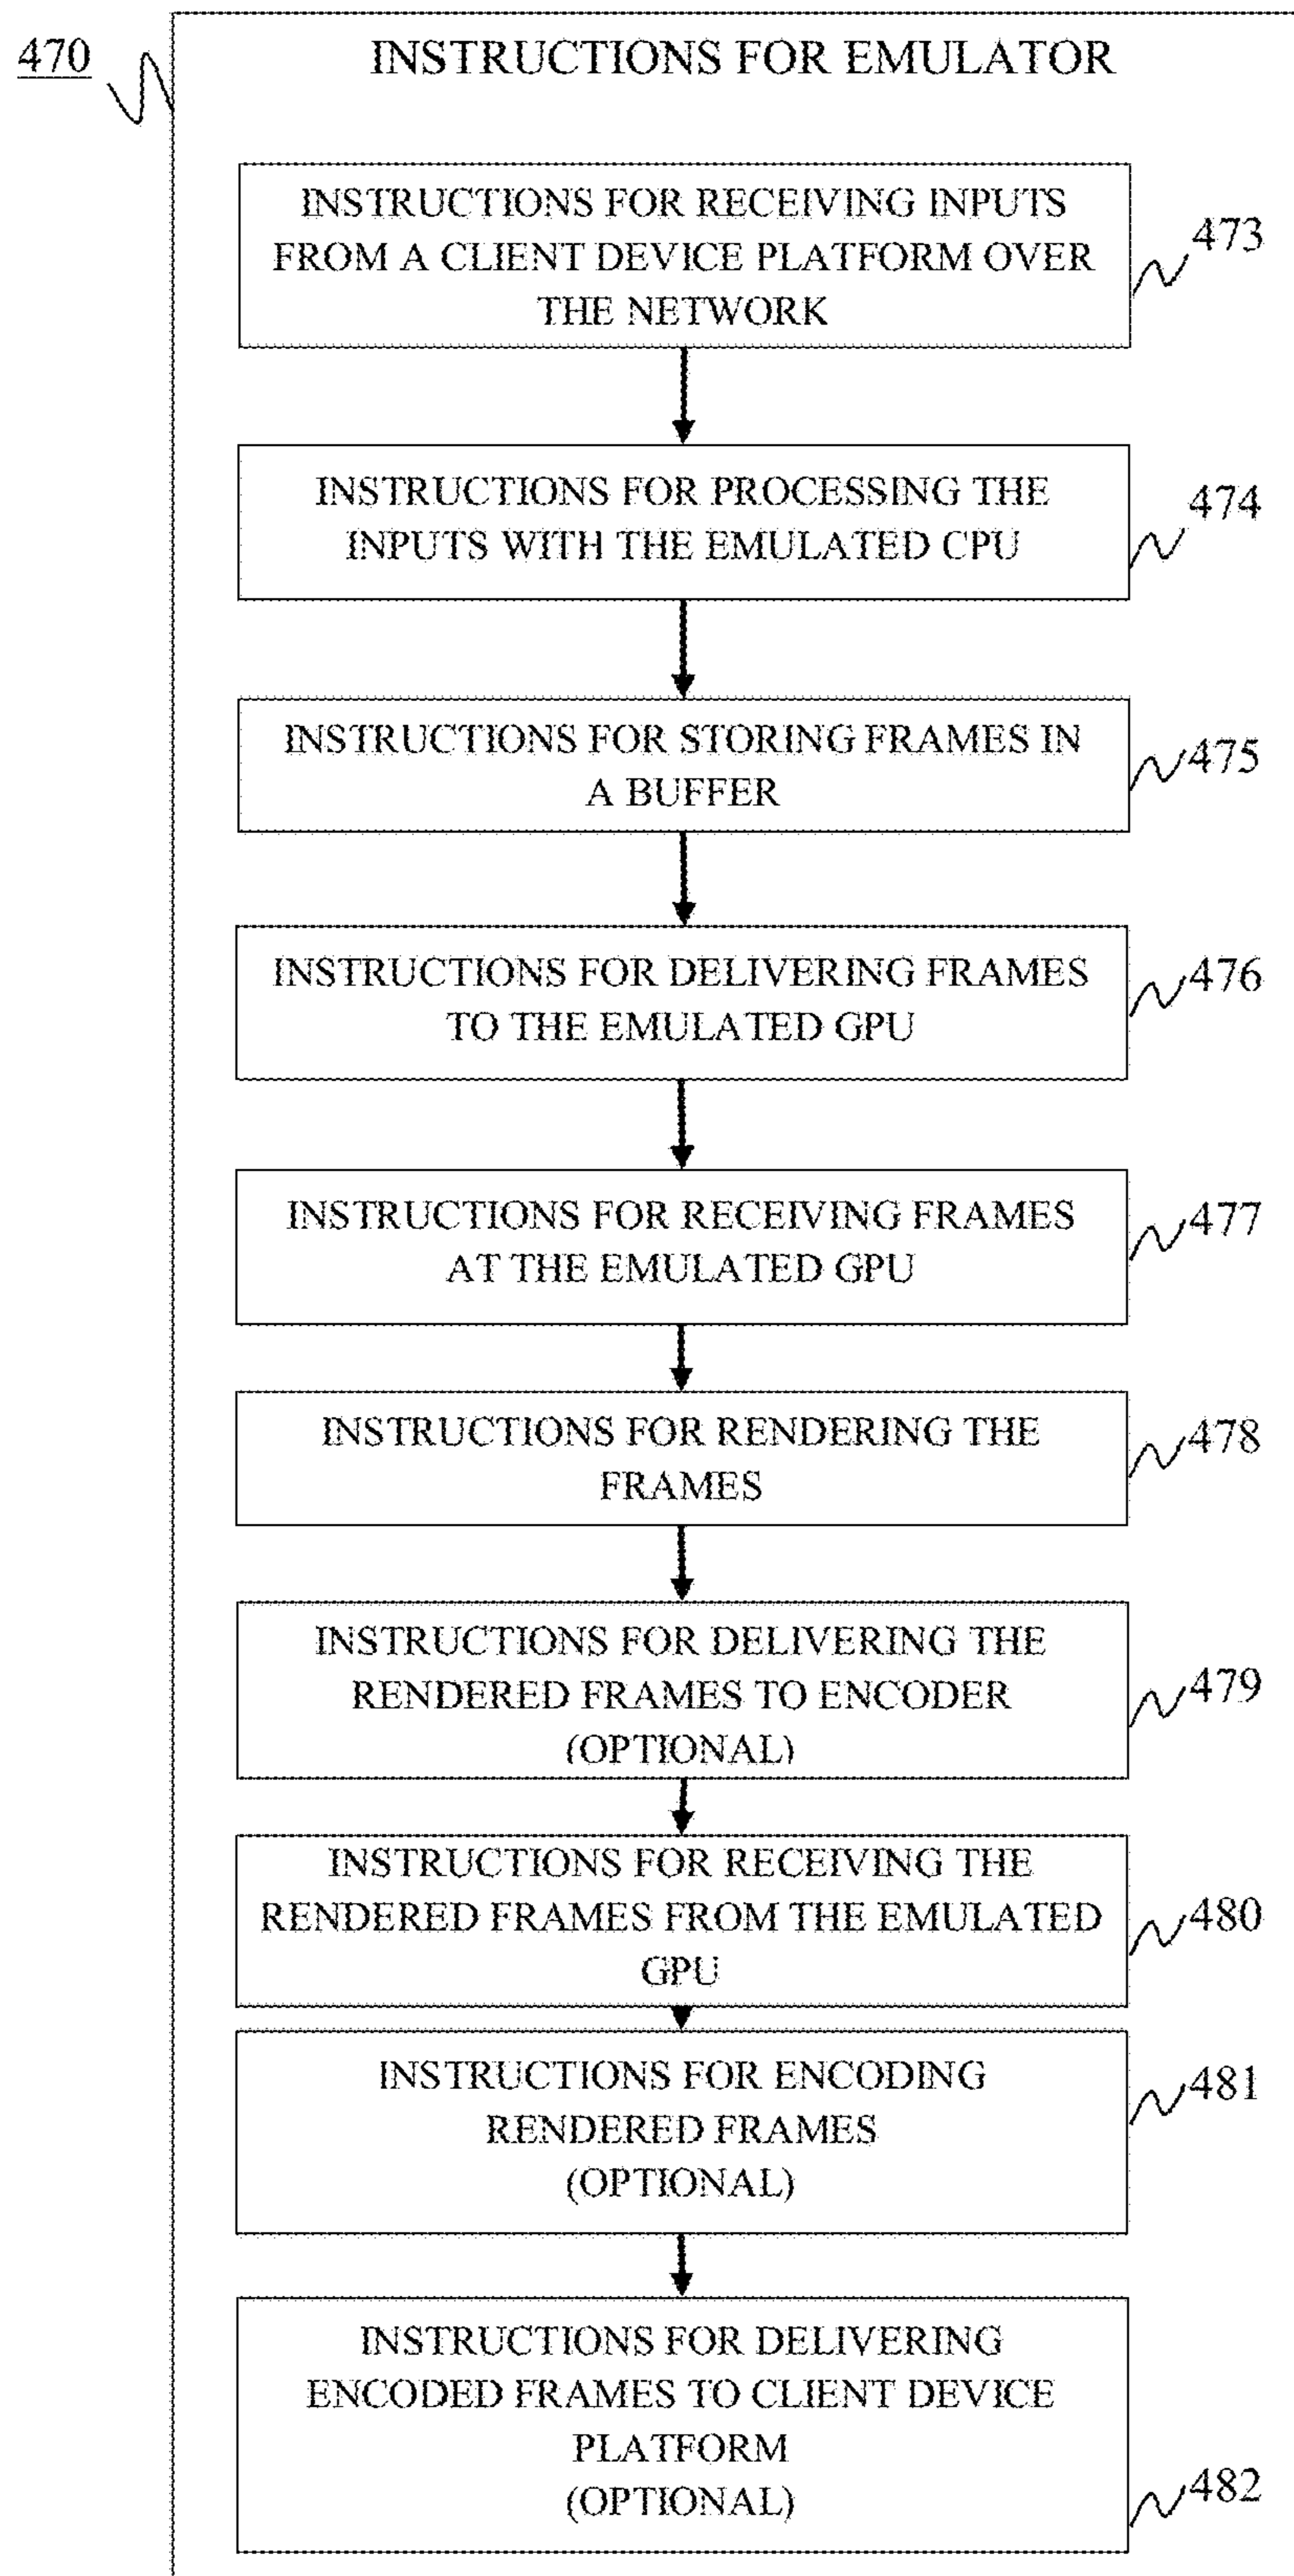 470
INSTRUCTIONS FOR EMULATOR
INSTRUCTIONS FOR RECEIVING INPUTS
FROM A CLIENT DEVICE PLATFORM OVER
THE NETWORK
473
INSTRUCTIONS FOR PROCESSING THE
INPUTS WITH THE EMULATED CPU
474
INSTRUCTIONS FOR STORING FRAMES IN
A BUFFER
475
INSTRUCTIONS FOR DELIVERING FRAMES
TO THE EMULATED GPU
476
INSTRUCTIONS FOR RECEIVING FRAMES
AT THE EMULATED GPU
477
INSTRUCTIONS FOR RENDERING THE
FRAMES
478
INSTRUCTIONS FOR DELIVERING THE
RENDERED FRAMES TO ENCODER
(OPTIONAL)
479
INSTRUCTIONS FOR RECEIVING THE
RENDERED FRAMES FROM THE EMULATED
GPU
480
INSTRUCTIONS FOR ENCODING
RENDERED FRAMES
(OPTIONAL)
481
INSTRUCTIONS FOR DELIVERING
ENCODED FRAMES TO CLIENT DEVICE
PLATFORM
(OPTIONAL)
482